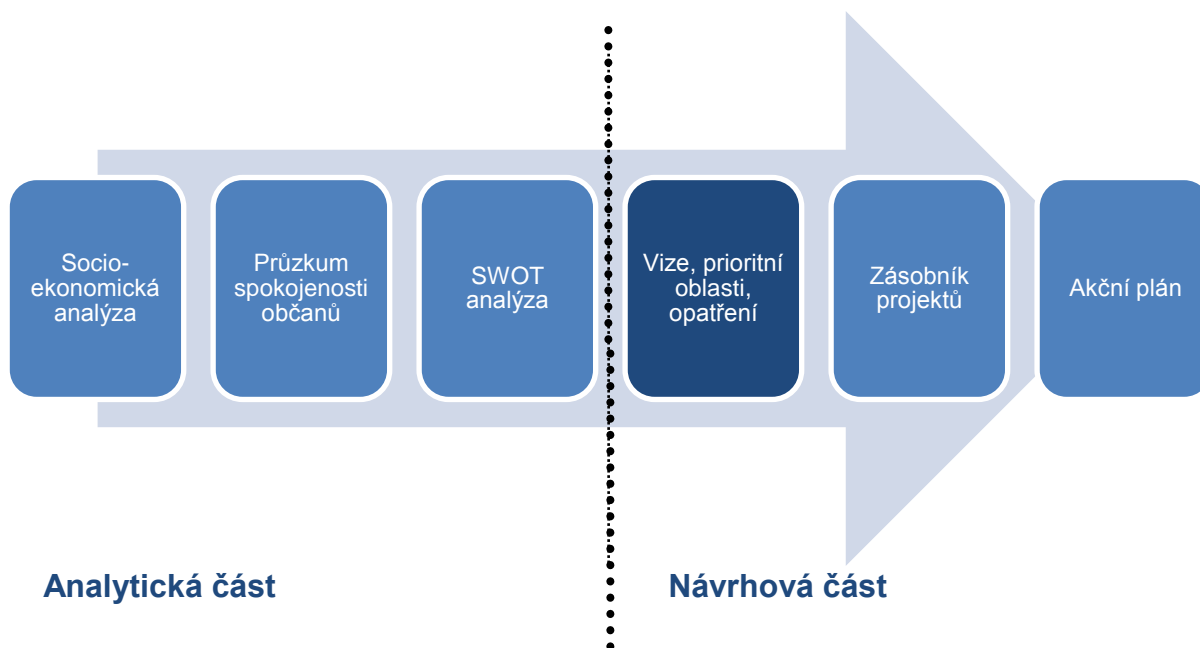 Socio-
ekonomická
analýza
Průzkum
spokojenosti
občanů
SWOT
analýza
Vize, prioritní
oblasti,
opatření
Zásobník
projektů
Akční plán
Analytická část
Návrhová část